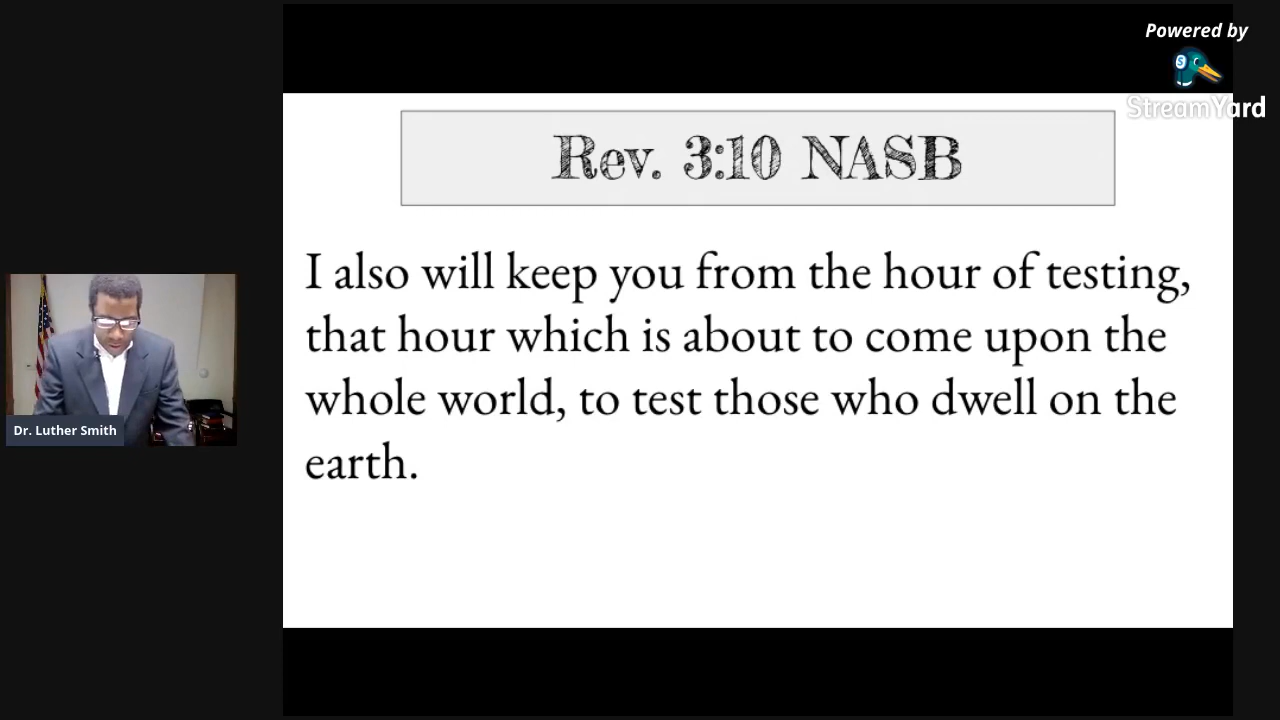 Powered by
StreamYard
Rev. 3:10 NASB
I also will keep you from the hour of testing,
that hour which is about to come upon the
whole world, to test those who dwell on the
earth.
Dr. Luther Smith